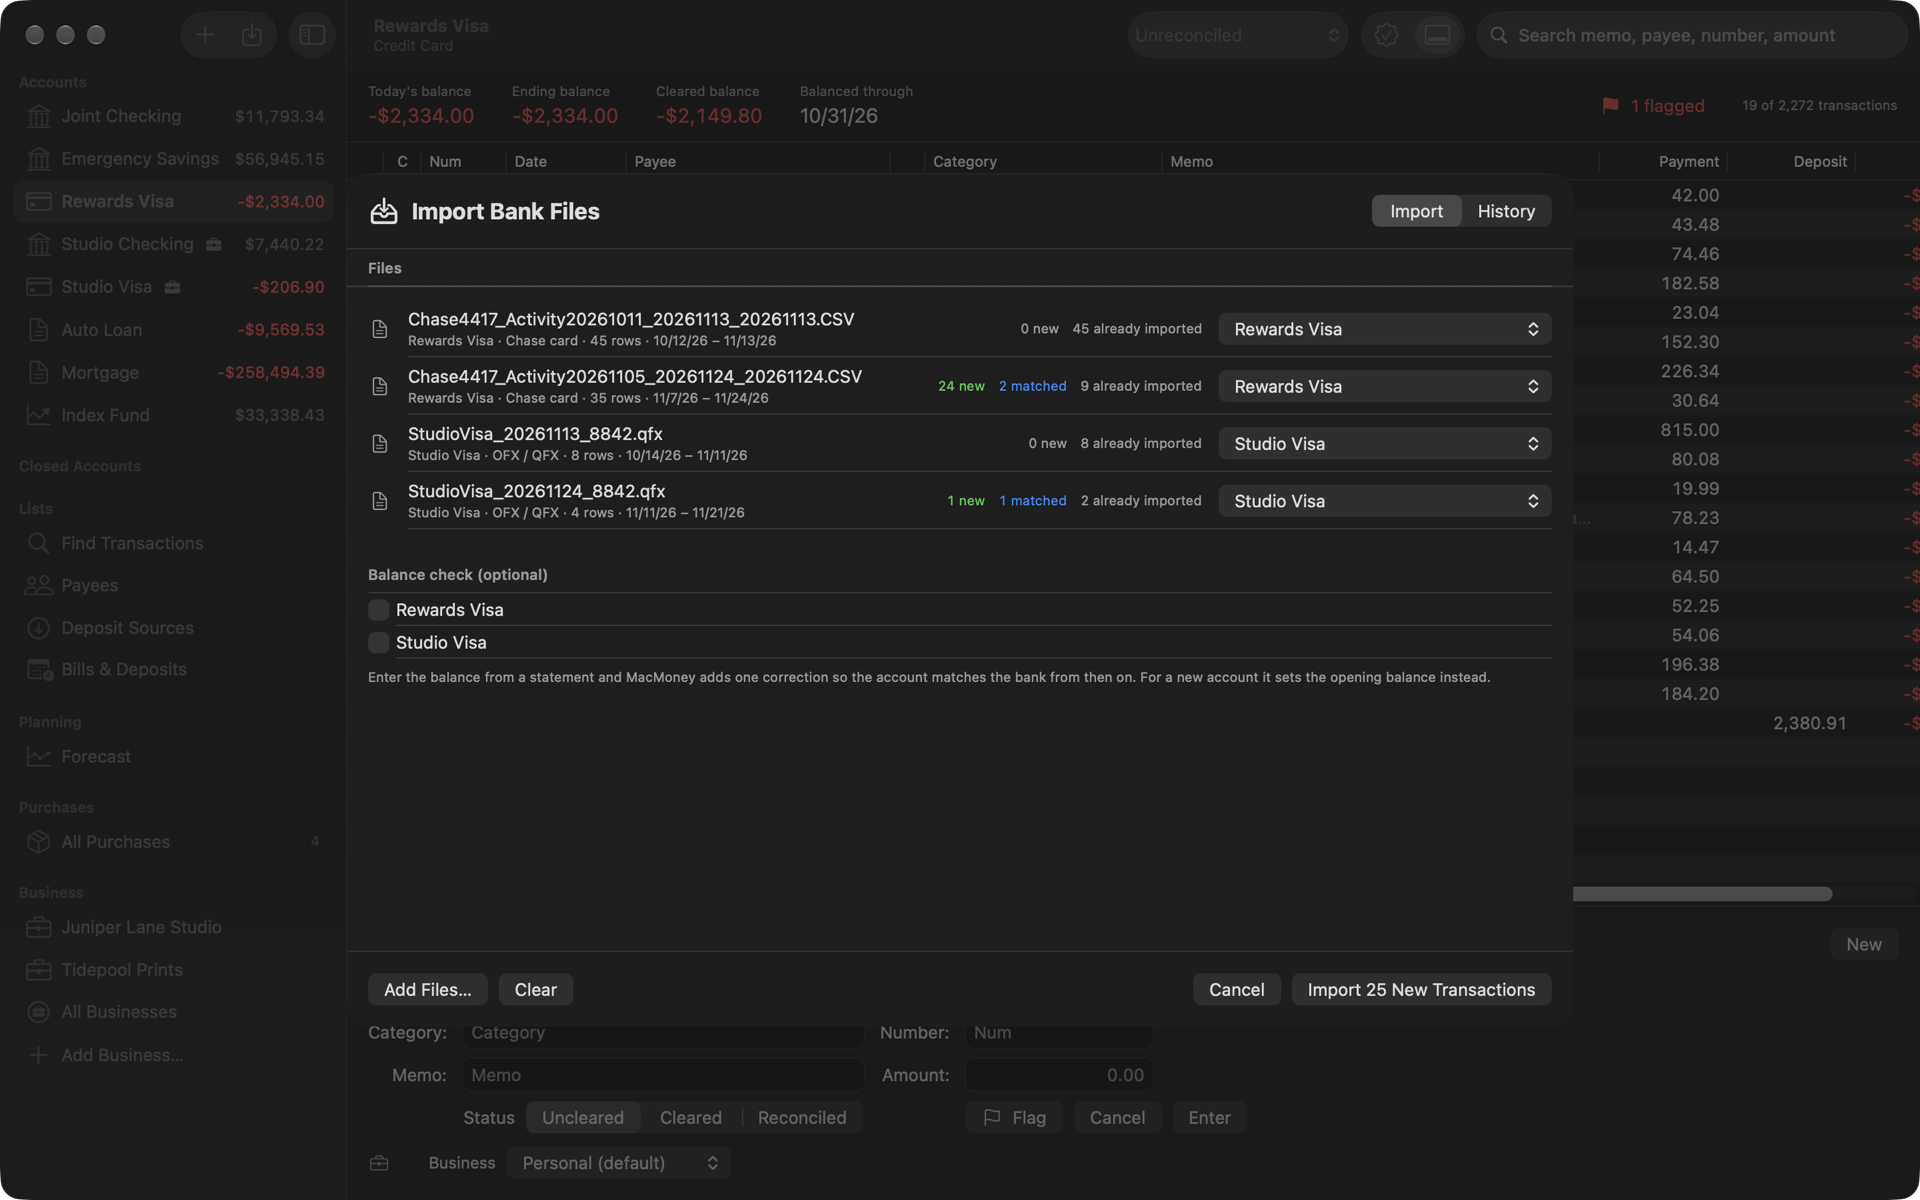 Rewards Visa
Credit Card
Unreconciled
Search memo, payee, number, amount
Accounts
Joint Checking $11,793.34
Emergency Savings $56,945.15
Rewards Visa -$2,334.00
Studio Checking $7,440.22
Studio Visa -$206.90
Auto Loan -$9,569.53
Mortgage -$258,494.39
Index Fund $33,338.43
Closed Accounts
Lists
Find Transactions
Payees
Deposit Sources
Bills & Deposits
Planning
Forecast
Purchases
All Purchases 4
Business
Juniper Lane Studio
Tidepool Prints
All Businesses
Add Business...
Today's balance Ending balance Cleared balance Balanced through
-$2,334.00 -$2,334.00 -$2,149.80 10/31/26
1 flagged 19 of 2,272 transactions
C Num Date Payee Category Memo Payment Deposit
Import Bank Files
Import History
Files
Chase4417_Activity20261011_20261113_20261113.CSV
Rewards Visa · Chase card · 45 rows · 10/12/26 – 11/13/26
0 new 45 already imported Rewards Visa
Chase4417_Activity20261105_20261124_20261124.CSV
Rewards Visa · Chase card · 35 rows · 11/7/26 – 11/24/26
24 new 2 matched 9 already imported Rewards Visa
StudioVisa_20261113_8842.qfx
Studio Visa · OFX / QFX · 8 rows · 10/14/26 – 11/11/26
0 new 8 already imported Studio Visa
StudioVisa_20261124_8842.qfx
Studio Visa · OFX / QFX · 4 rows · 11/11/26 – 11/21/26
1 new 1 matched 2 already imported Studio Visa
Balance check (optional)
Rewards Visa
Studio Visa
Enter the balance from a statement and MacMoney adds one correction so the account matches the bank from then on. For a new account it sets the opening balance instead.
Add Files... Clear Cancel Import 25 New Transactions
42.00 -$
43.48 -$
74.46 -$
182.58 -$
23.04 -$
152.30 -$
226.34 -$
30.64 -$
815.00 -$
80.08 -$
19.99 -$
a... 78.23 -$
14.47 -$
64.50 -$
52.25 -$
54.06 -$
196.38 -$
184.20 -$
2,380.91 -$
New
Category: Category Number: Num
Memo: Memo Amount: 0.00
Status Uncleared Cleared Reconciled Flag Cancel Enter
Business Personal (default)